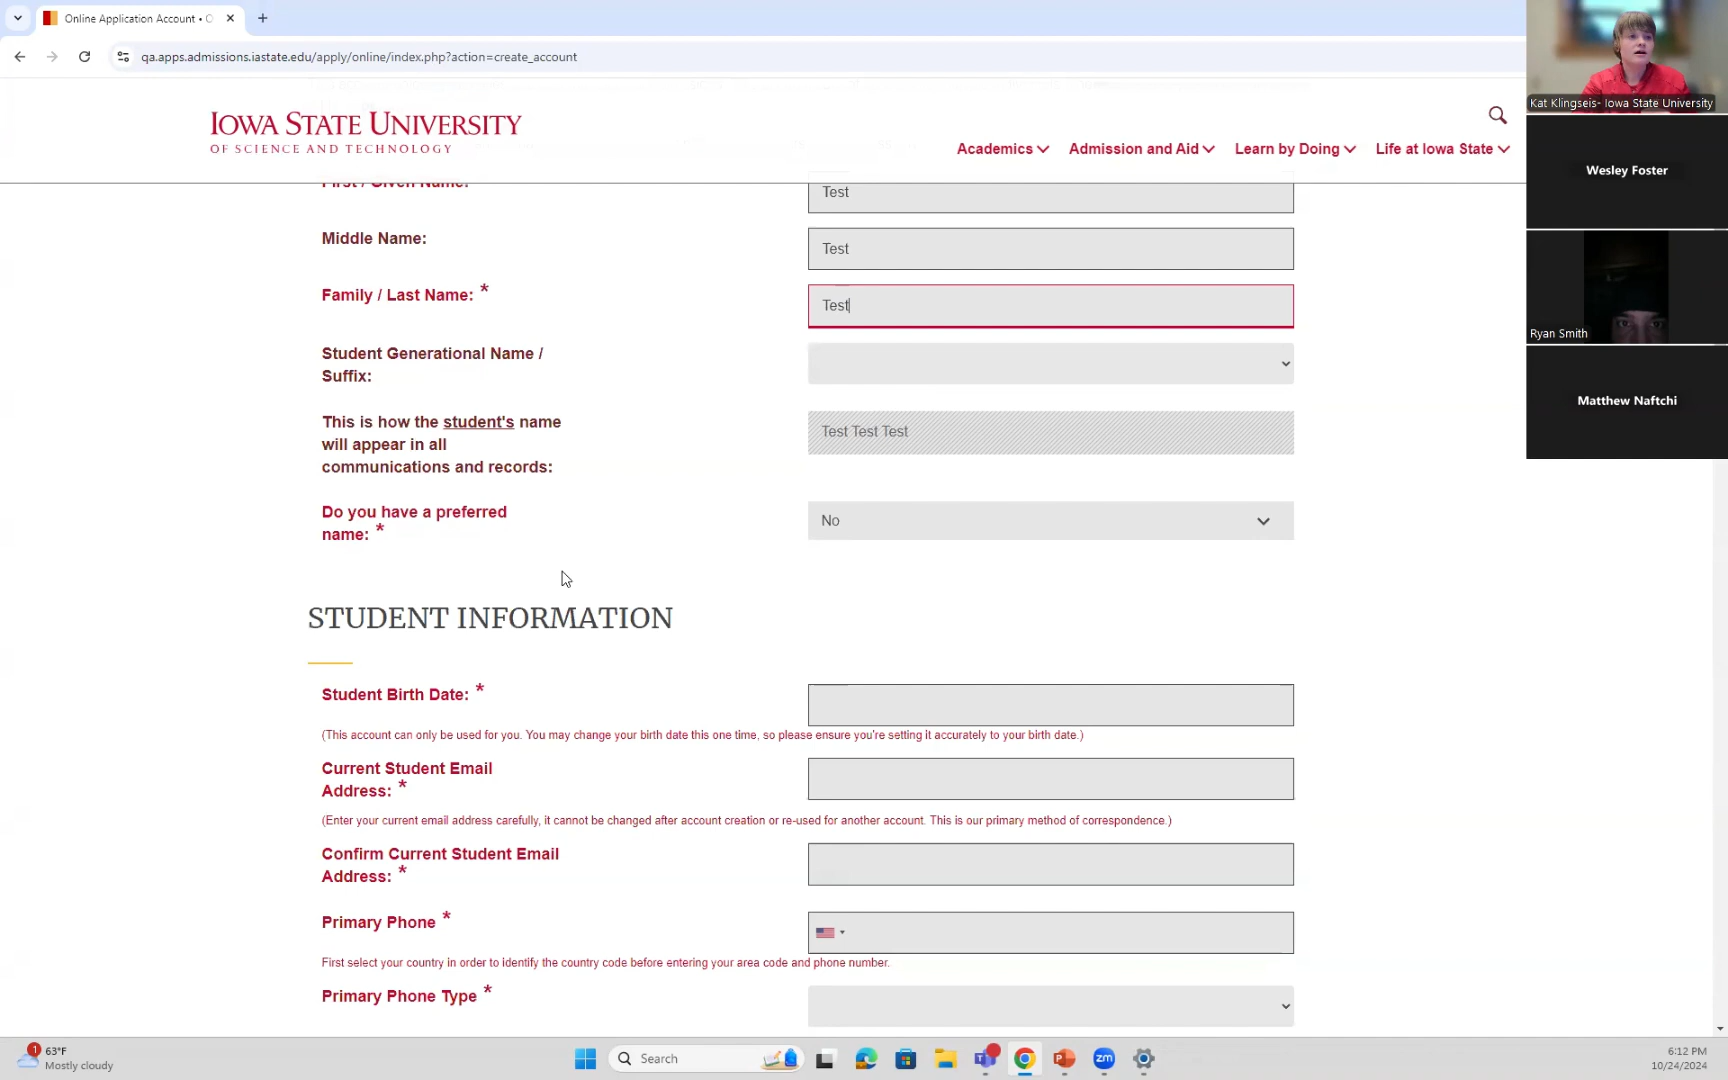 Online Application Account • O
qa.apps.admissions.iastate.edu/apply/online/index.php?action=create_account
IOWA STATE UNIVERSITY
OF SCIENCE AND TECHNOLOGY
Academics
Admission and Aid
Learn by Doing
Life at Iowa State
Kat Klingseis- Iowa State University
Wesley Foster
Ryan Smith
Matthew Naftchi
First / Given Name:
Test
Middle Name:
Test
Family / Last Name: *
Test
Student Generational Name /
Suffix:
This is how the student's name
will appear in all
communications and records:
Test Test Test
Do you have a preferred
name: *
No
STUDENT INFORMATION
Student Birth Date: *
(This account can only be used for you. You may change your birth date this one time, so please ensure you're setting it accurately to your birth date.)
Current Student Email
Address: *
(Enter your current email address carefully, it cannot be changed after account creation or re-used for another account. This is our primary method of correspondence.)
Confirm Current Student Email
Address: *
Primary Phone *
First select your country in order to identify the country code before entering your area code and phone number.
Primary Phone Type *
1
63°F
Mostly cloudy
Search
zm
6:12 PM
10/24/2024